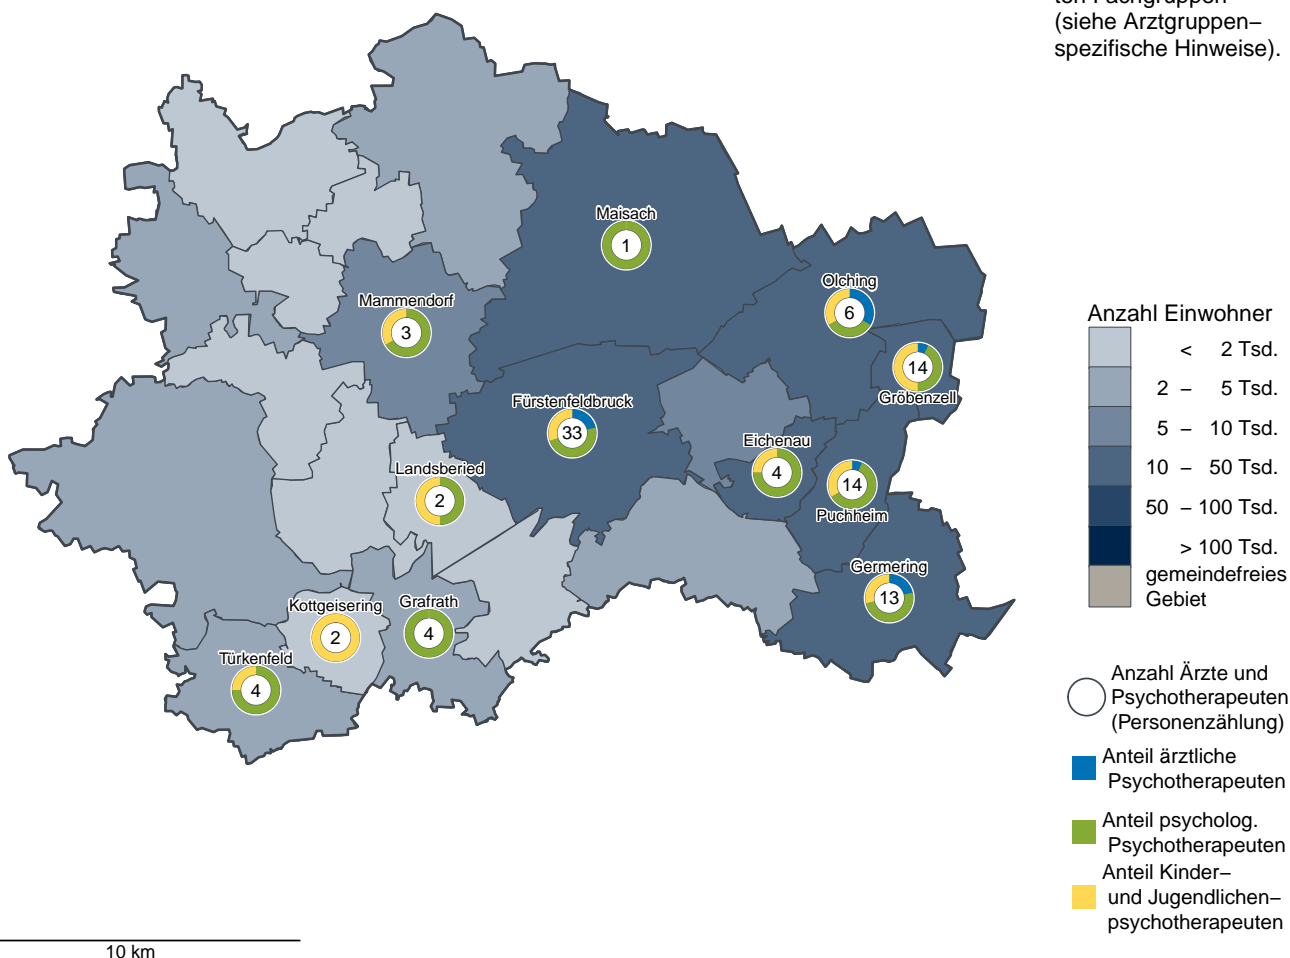 ten Fachgruppen
(siehe Arztgruppen–
spezifische Hinweise).
Maisach
1
Olching
6
Mammendorf
3
14
Gröbenzell
Fürstenfeldbruck
33
Eichenau
4
Landsberied
2
14
Puchheim
Germering
13
Kottgeisering
2
Grafrath
4
Türkenfeld
4
Anzahl Einwohner
< 2 Tsd.
2 – 5 Tsd.
5 – 10 Tsd.
10 – 50 Tsd.
50 – 100 Tsd.
> 100 Tsd.
gemeindefreies
Gebiet
Anzahl Ärzte und
Psychotherapeuten
(Personenzählung)
Anteil ärztliche
Psychotherapeuten
Anteil psycholog.
Psychotherapeuten
Anteil Kinder–
und Jugendlichen–
psychotherapeuten
10 km